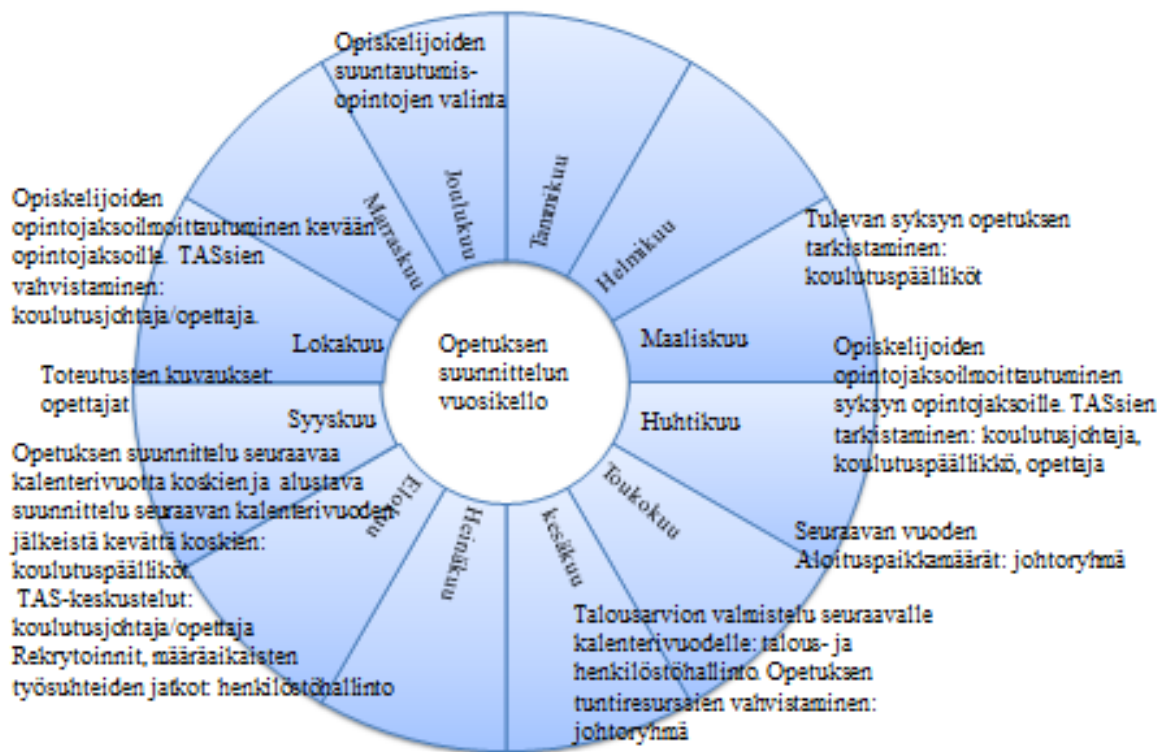 Opiskelijoiden
suuntautumis-
opintojen valinta
Tammikuu
Helmikuu
Maaliskuu
Huhtikuu
Toukokuu
kesäkuu
Heinäkuu
Elokuu
Syyskuu
Lokakuu
Marraskuu
Joulukuu
Opetuksen
suunnittelun
vuosikello
Tulevan syksyn opetuksen
tarkistaminen:
koulutuspäälliköt
Opiskelijoiden
opintojaksoilmoittautuminen
syksyn opintojaksoille. TASsien
tarkistaminen: koulutusjohtaja,
koulutuspäällikkö, opettaja
Seuraavan vuoden
Aloituspaikkamäärät: johtoryhmä
Talousarvion valmistelu seuraavalle
kalenterivuodelle: talous- ja
henkilöstöhallinto. Opetuksen
tuntiresurssien vahvistaminen:
johtoryhmä
Opiskelijoiden
opintojaksoilmoittautuminen kevään
opintojaksoille. TASsien
vahvistaminen:
koulutusjohtaja/opettaja.
Toteutusten kuvaukset:
opettajat
Opetuksen suunnittelu seuraavaa
kalenterivuotta koskien ja alustava
suunnittelu seuraavan kalenterivuoden
jälkeistä kevättä koskien:
koulutuspäälliköt.
TAS-keskustelut:
koulutusjohtaja/opettaja
Rekrytoinnit, määräaikaisten
työsuhteiden jatkot: henkilöstöhallinto